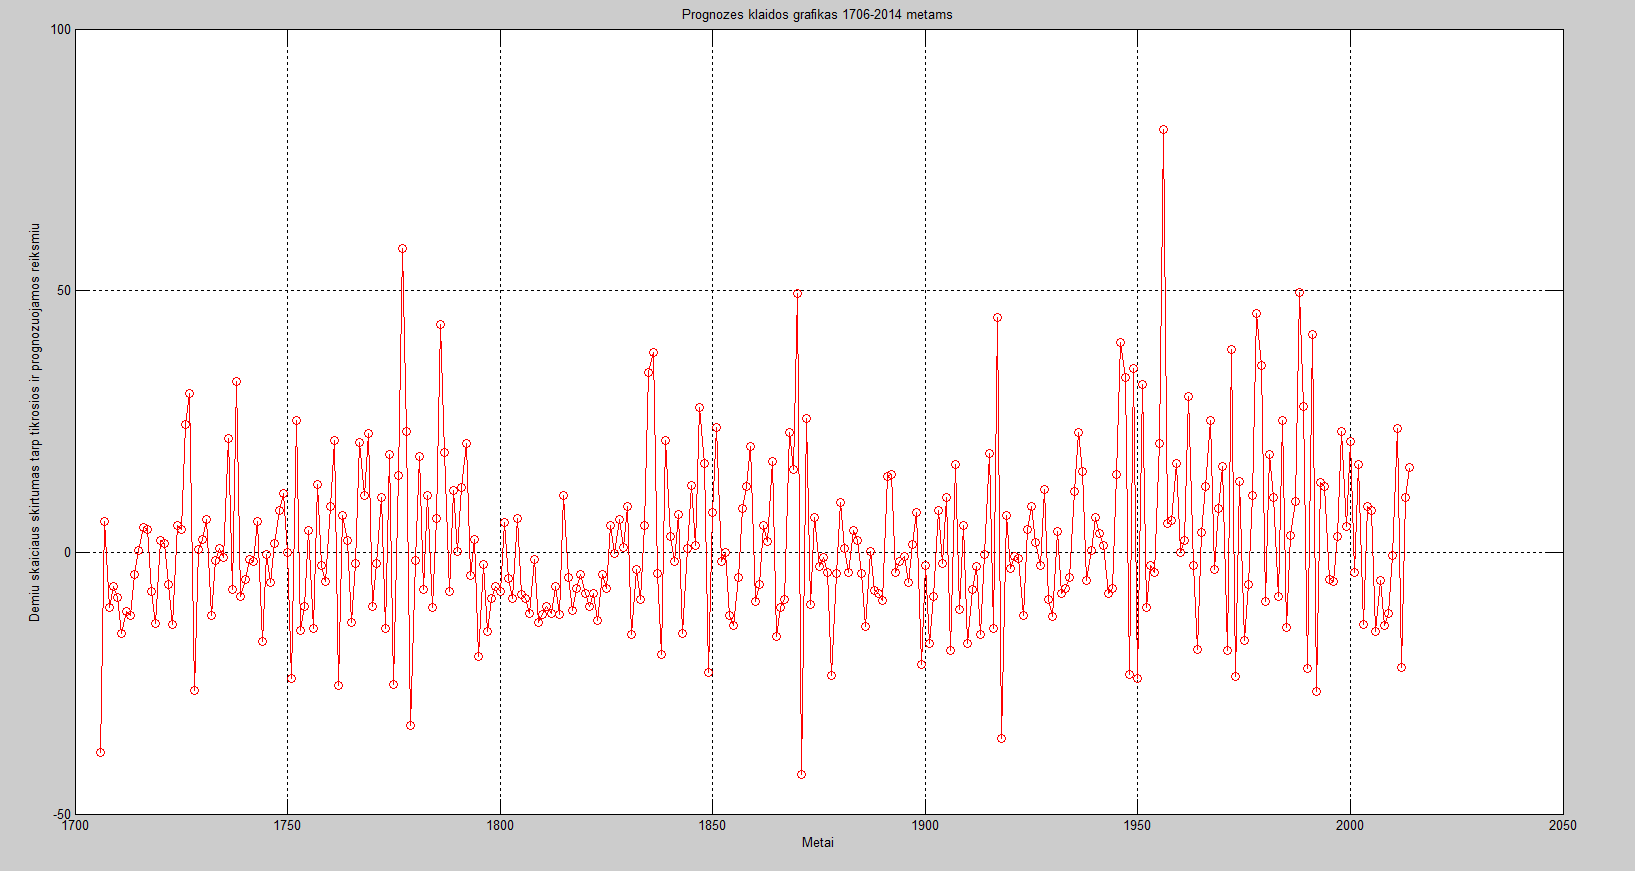 Prognozes klaidos grafikas 1706-2014 metams
Demiu skaiciaus skirtumas tarp tikrosios ir prognozuojamos reiksmiu
100
50
0
-50
1700 1750 1800 1850 1900 1950 2000 2050
Metai